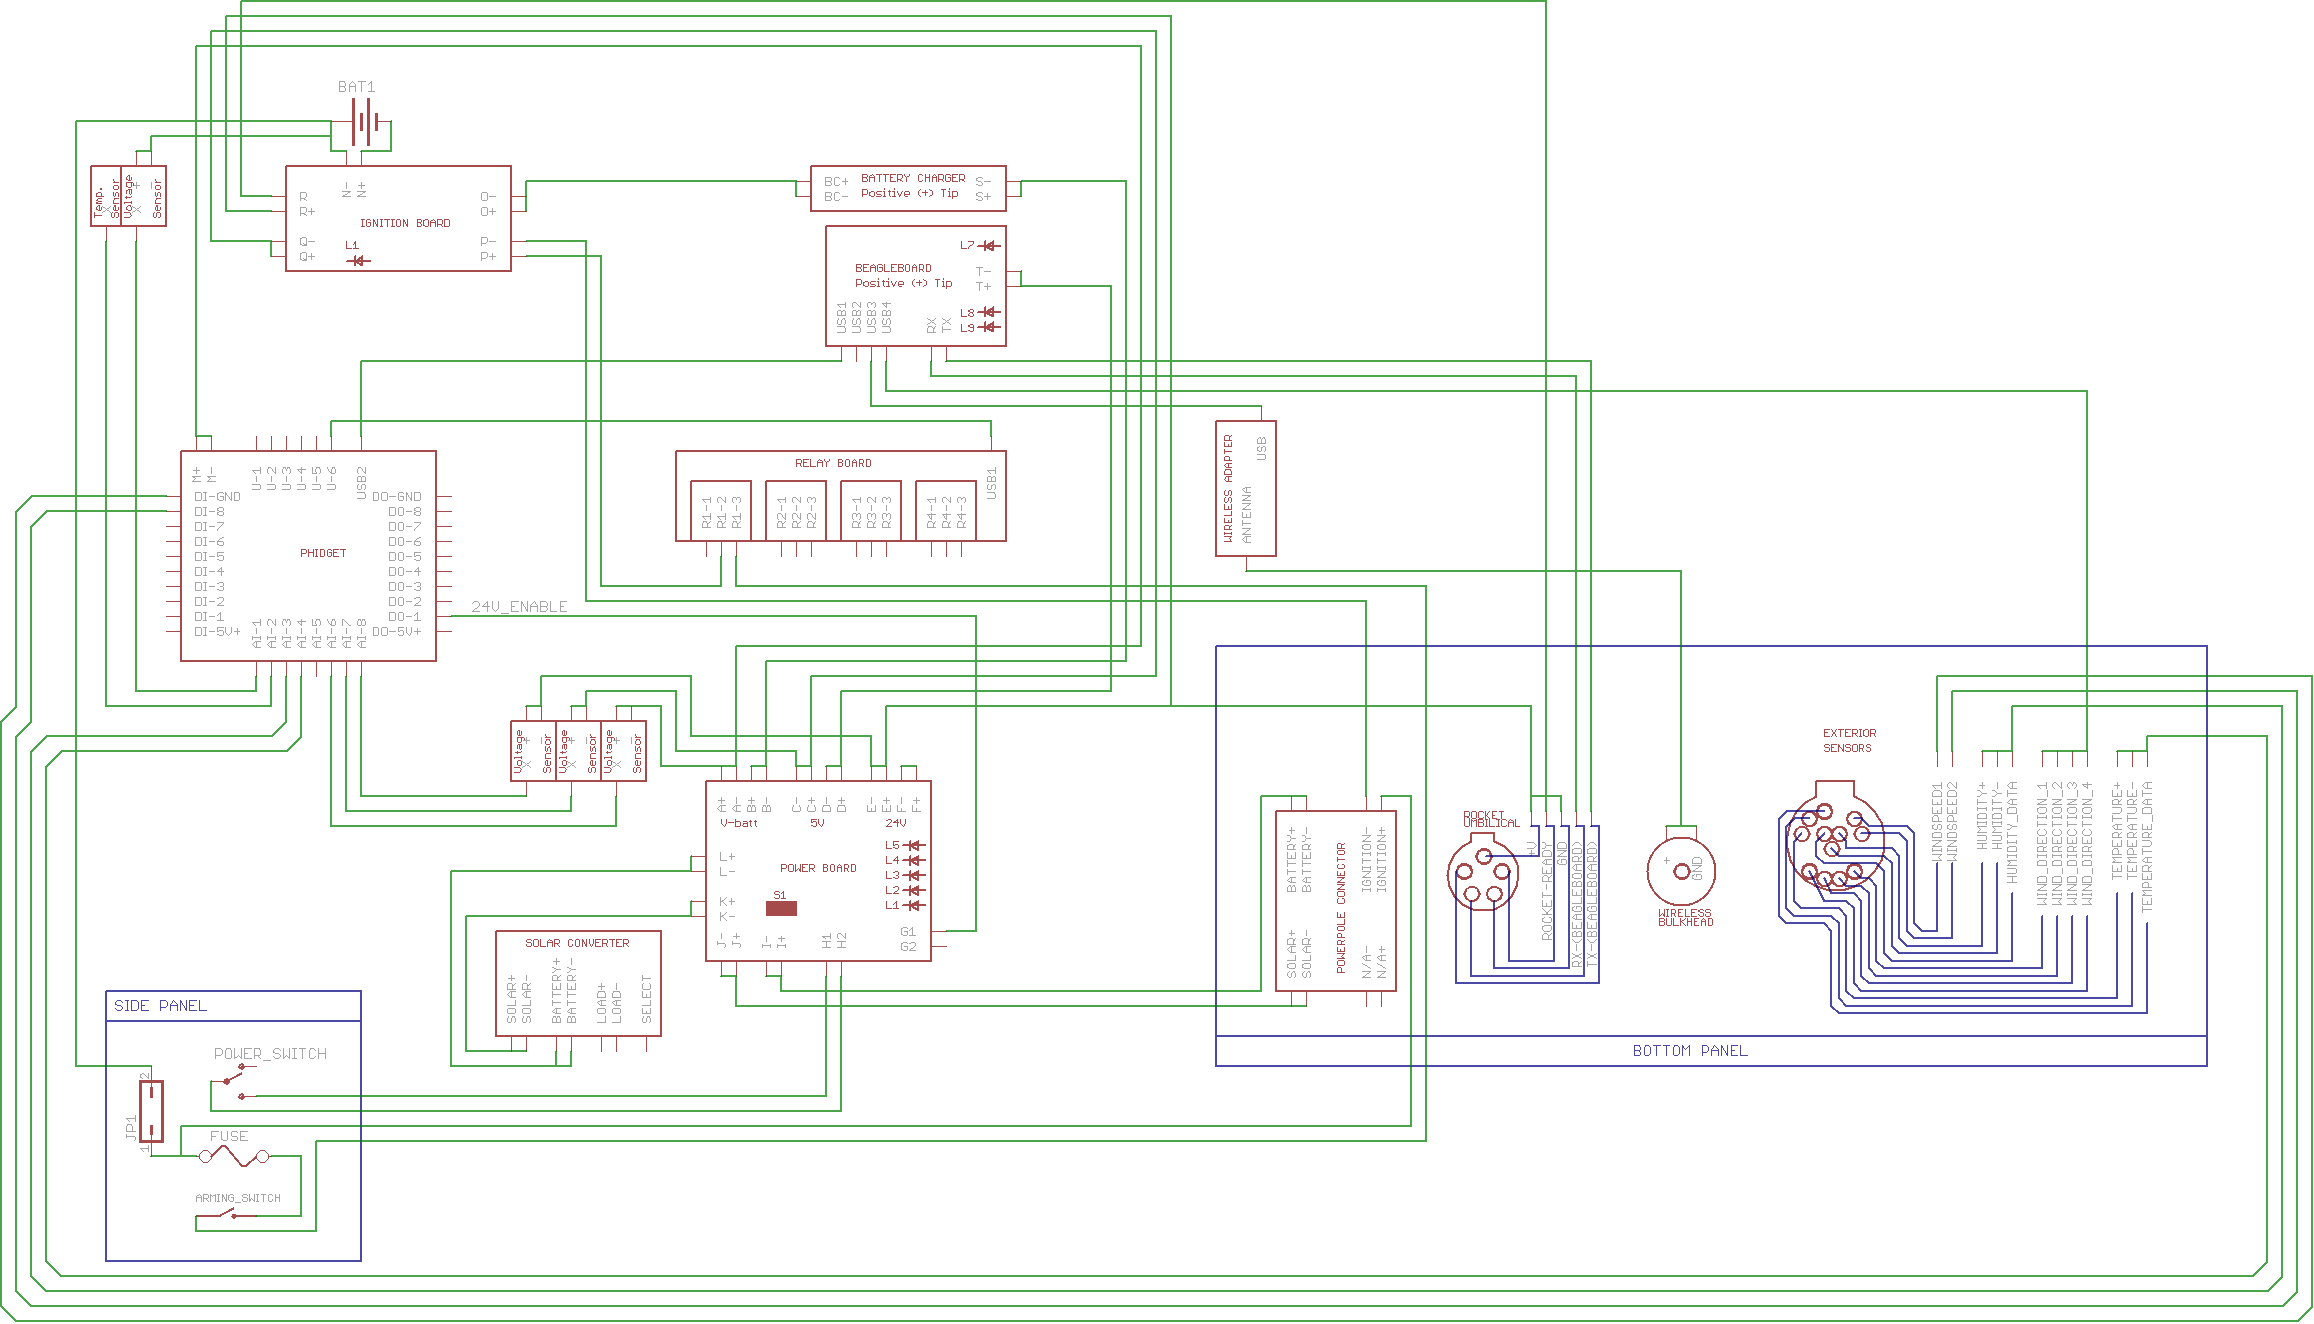 BAT1
Temp.
Sensor
X
Voltage
Sensor
X
+
-
N-
N+
R
R+
Q-
Q+
IGNITION BOARD
L1
O-
O+
P-
P+
BC+
BC-
BATTERY CHARGER
Positive (+) Tip
S-
S+
L7
BEAGLEBOARD
Positive (+) Tip
T-
T+
L8
L9
USB1
USB2
USB3
USB4
RX
TX
M+
M-
U-1
U-2
U-3
U-4
U-5
U-6
USB2
DI-GND
DI-8
DI-7
DI-6
DI-5
DI-4
DI-3
DI-2
DI-1
DI-5V+
PHIDGET
DO-GND
DO-8
DO-7
DO-6
DO-5
DO-4
DO-3
DO-2
DO-1
DO-5V+
AI-1
AI-2
AI-3
AI-4
AI-5
AI-6
AI-7
AI-8
24V_ENABLE
RELAY BOARD
R1-1
R1-2
R1-3
R2-1
R2-2
R2-3
R3-1
R3-2
R3-3
R4-1
R4-2
R4-3
USB1
WIRELESS ADAPTER
USB
ANTENNA
Voltage
Sensor
X
+
-
Voltage
Sensor
X
+
-
Voltage
Sensor
X
+
-
A+
A-
B+
B-
C-
C+
D-
D+
E-
E+
F-
F+
V-batt
5V
24V
L+
L-
K+
K-
POWER BOARD
S1
L5
L4
L3
L2
L1
J-
J+
I-
I+
H1
H2
G1
G2
SOLAR CONVERTER
SOLAR+
SOLAR-
BATTERY+
BATTERY-
LOAD+
LOAD-
SELECT
SIDE PANEL
POWER_SWITCH
2
JP1
1
FUSE
ARMING_SWITCH
BATTERY+
BATTERY-
IGNITION-
IGNITION+
POWERPOLE CONNECTOR
SOLAR+
SOLAR-
N/A-
N/A+
ROCKET
UMBILICAL
+V
ROCKET-READY
GND
RX-(BEAGLEBOARD)
TX-(BEAGLEBOARD)
+
GND
WIRELESS
BULKHEAD
EXTERIOR
SENSORS
WINDSPEED1
WINDSPEED2
HUMIDITY+
HUMIDITY-
HUMIDITY_DATA
WIND_DIRECTION_1
WIND_DIRECTION_2
WIND_DIRECTION_3
WIND_DIRECTION_4
TEMPERATURE+
TEMPERATURE-
TEMPERATURE_DATA
BOTTOM PANEL